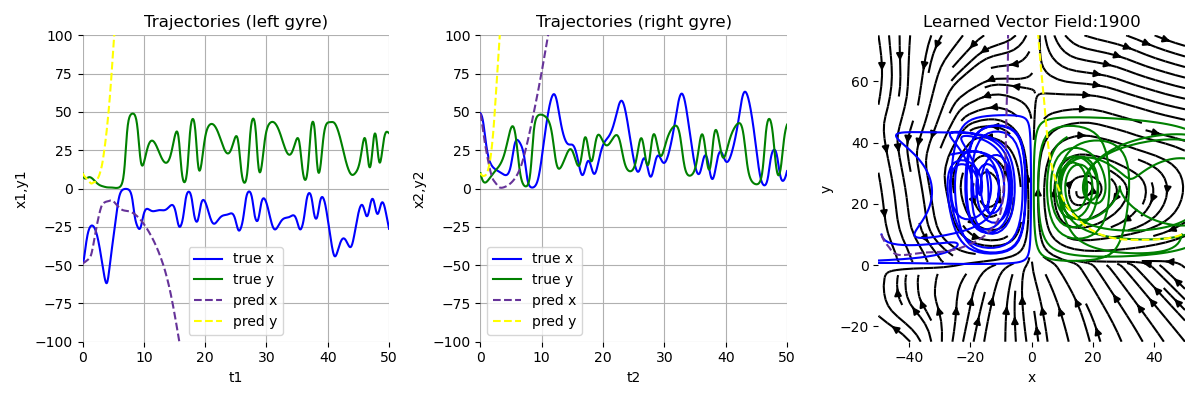 Trajectories (left gyre)
100
75
50
25
0
−25
−50
−75
−100
x1,y1
true x
true y
pred x
pred y
0 10 20 30 40 50
t1
Trajectories (right gyre)
100
75
50
25
0
−25
−50
−75
−100
x2,y2
true x
true y
pred x
pred y
0 10 20 30 40 50
t2
Learned Vector Field:1900
60
40
20
0
−20
y
−40 −20 0 20 40
x